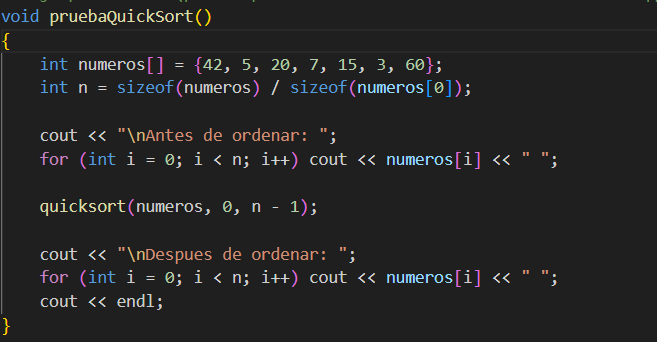 void pruebaQuickSort()
{
    int numeros[] = {42, 5, 20, 7, 15, 3, 60};
    int n = sizeof(numeros) / sizeof(numeros[0]);

    cout << "\nAntes de ordenar: ";
    for (int i = 0; i < n; i++) cout << numeros[i] << " ";

    quicksort(numeros, 0, n - 1);

    cout << "\nDespues de ordenar: ";
    for (int i = 0; i < n; i++) cout << numeros[i] << " ";
    cout << endl;
}